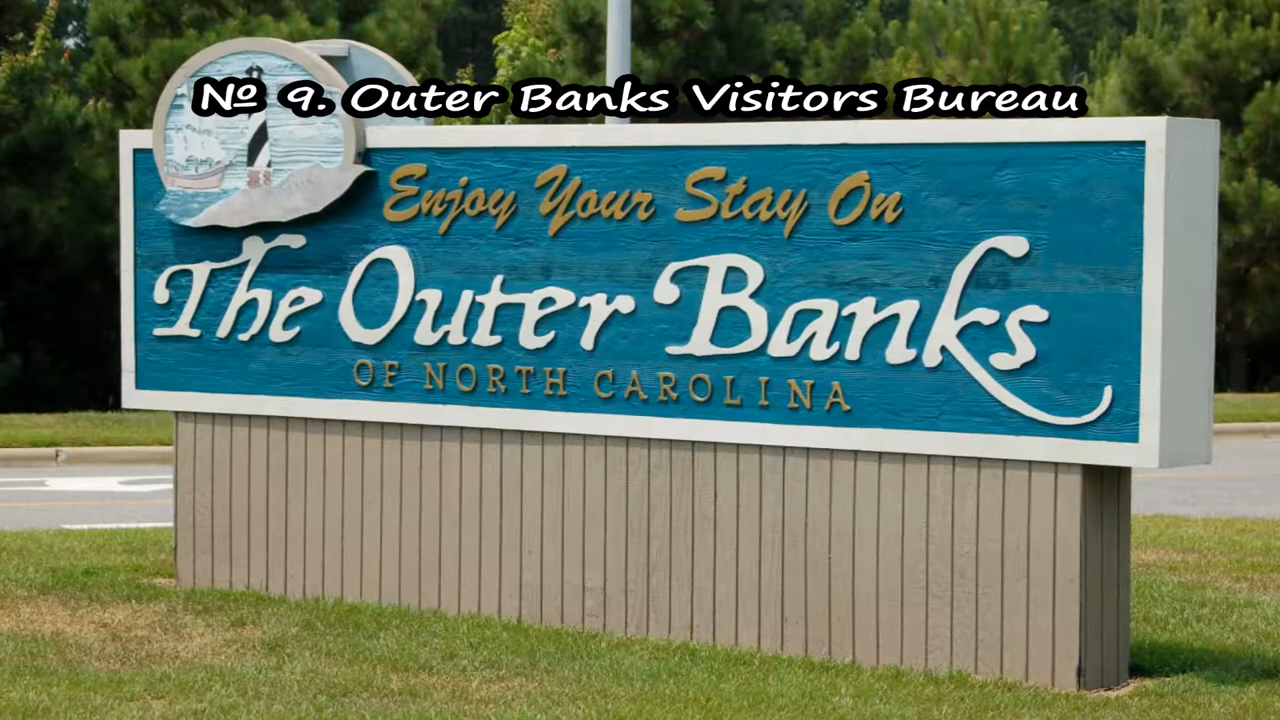 № 9. Outer Banks Visitors Bureau
Enjoy Your Stay On
The Outer Banks
OF NORTH CAROLINA